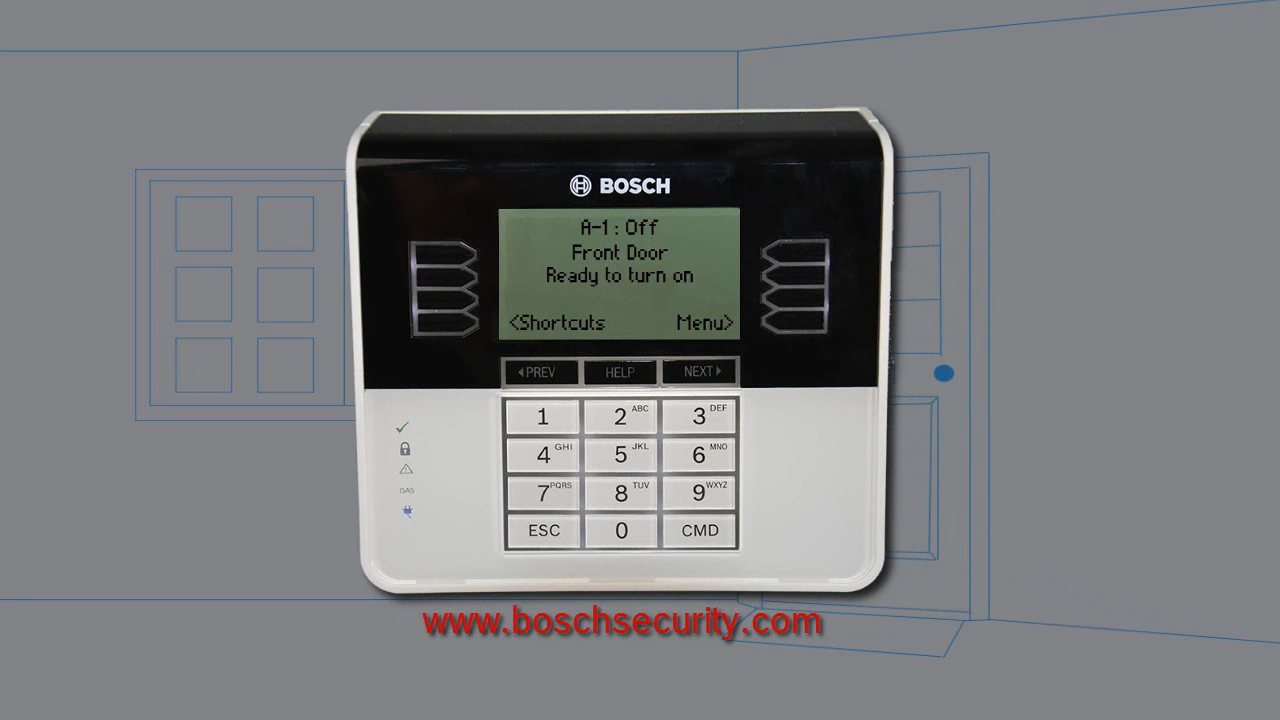 BOSCH
A-1 : Off
Front Door
Ready to turn on
<Shortcuts Menu>
PREV HELP NEXT
1 2 ABC 3 DEF
4 GHI 5 JKL 6 MNO
7 PQRS 8 TUV 9 WXYZ
GAS
ESC 0 CMD
www.boschsecurity.com